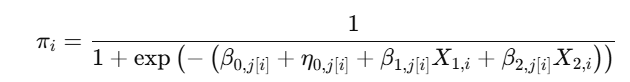 π_i = 1 / (1 + exp (− (β_{0,j[i]} + η_{0,j[i]} + β_{1,j[i]}X_{1,i} + β_{2,j[i]}X_{2,i})))